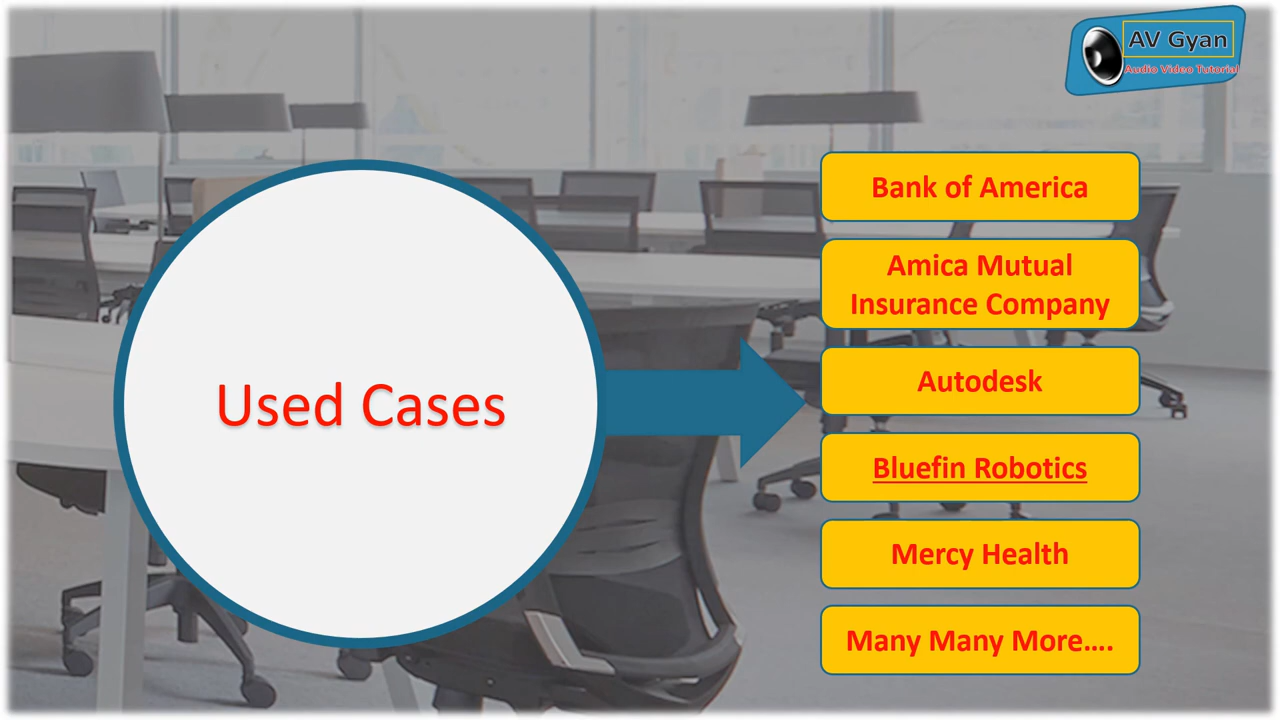 AV Gyan
Audio Video Tutorial
Bank of America
Amica Mutual
Insurance Company
Autodesk
Used Cases
Bluefin Robotics
Mercy Health
Many Many More....